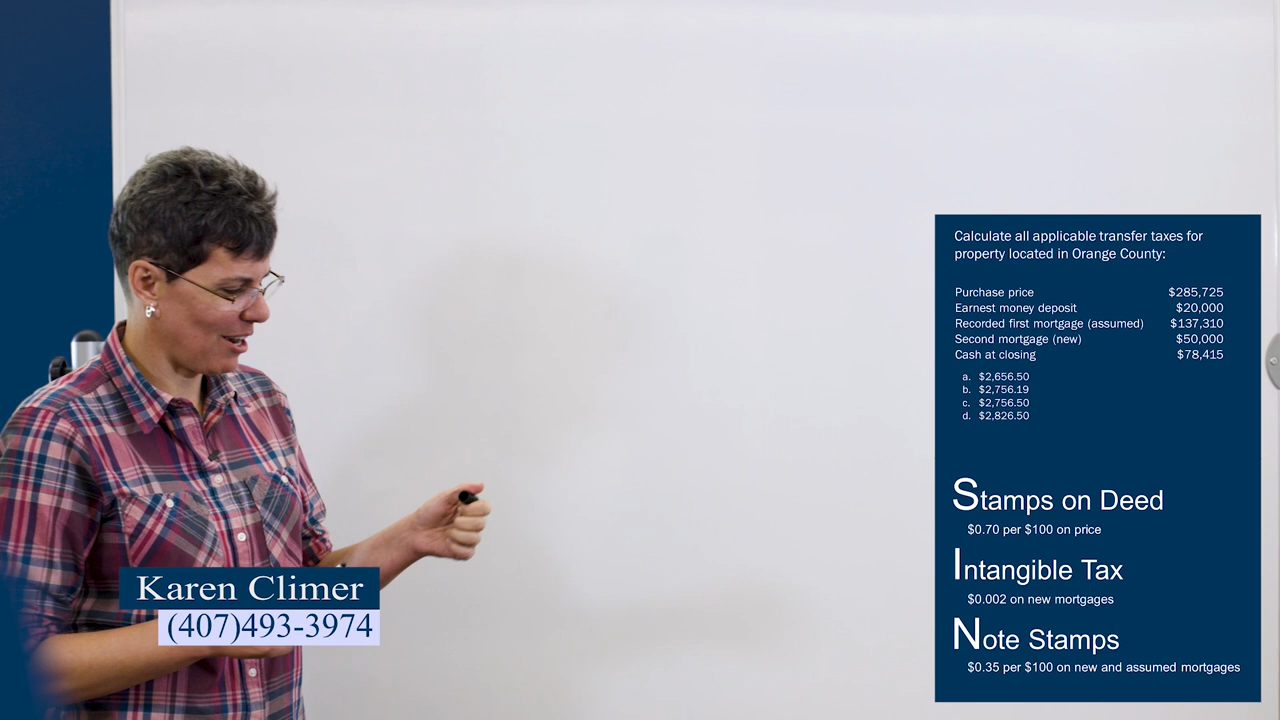 Calculate all applicable transfer taxes for
property located in Orange County:
Purchase price $285,725
Earnest money deposit $20,000
Recorded first mortgage (assumed) $137,310
Second mortgage (new) $50,000
Cash at closing $78,415
a. $2,656.50
b. $2,756.19
c. $2,756.50
d. $2,826.50
Stamps on Deed
$0.70 per $100 on price
Intangible Tax
$0.002 on new mortgages
Note Stamps
$0.35 per $100 on new and assumed mortgages
Karen Climer
(407)493-3974